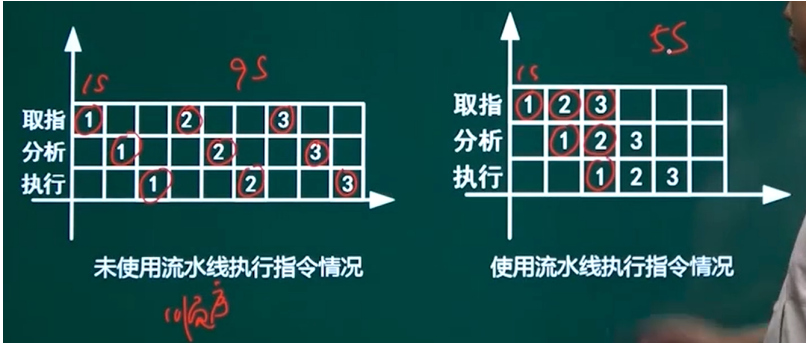 1S 9S
取指 1 2 3
分析 1 2 3
执行 1 2 3
未使用流水线执行指令情况
顺序
5S
1S
取指 1 2 3
分析 1 2 3
执行 1 2 3
使用流水线执行指令情况